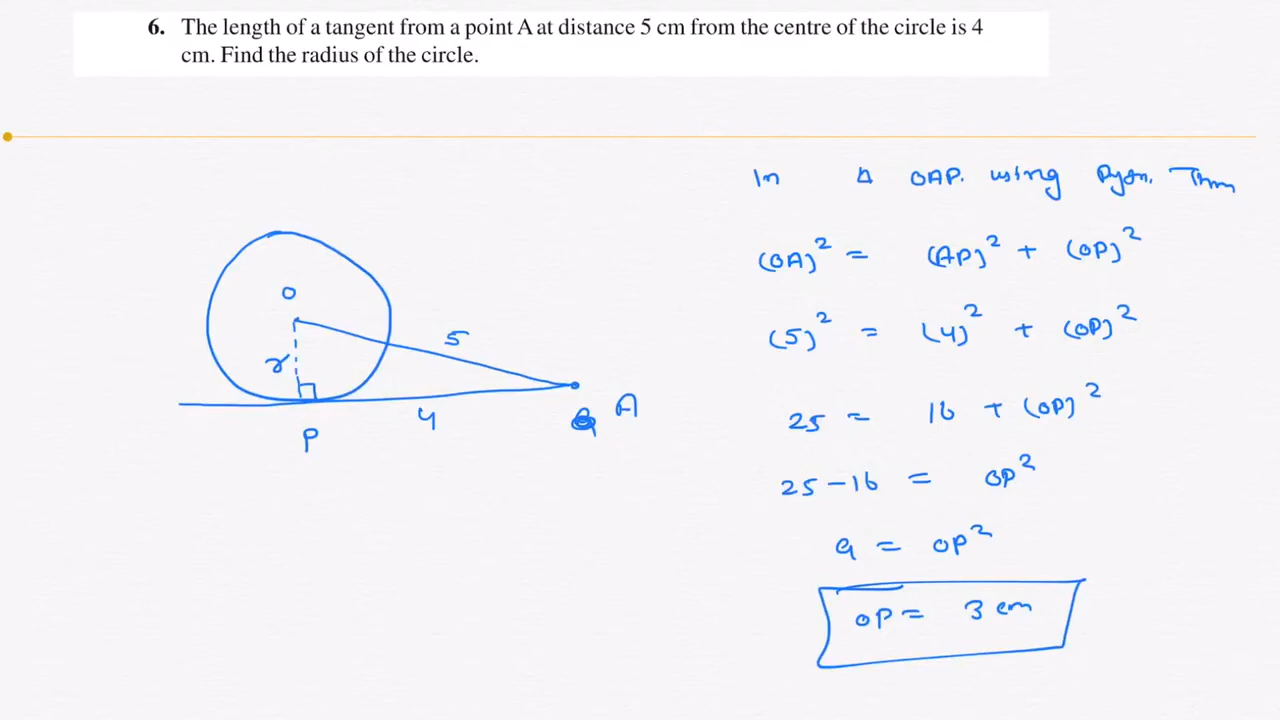 6. The length of a tangent from a point A at distance 5 cm from the centre of the circle is 4
cm. Find the radius of the circle.
In Δ OAP. using Pyth. Thm
(OA)² = (AP)² + (OP)²
(5)² = (4)² + (OP)²
25 = 16 + (OP)²
25 - 16 = OP²
9 = OP²
OP = 3 cm
O
5
r
4
A
P